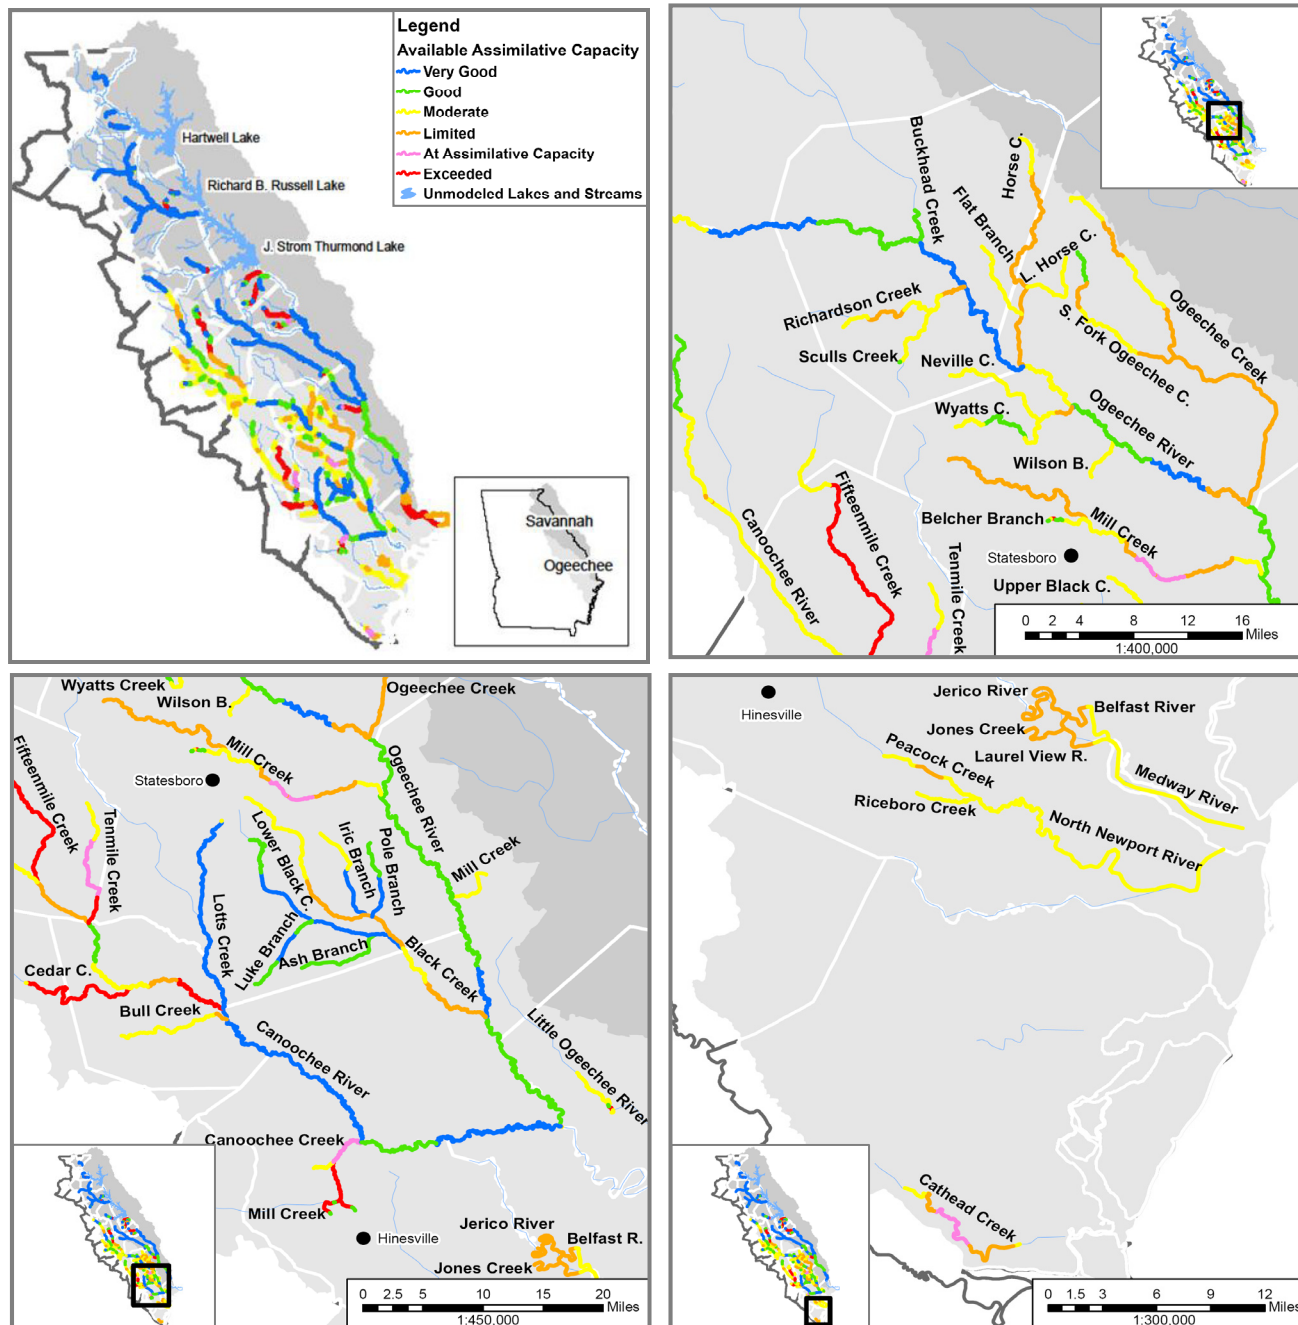 Legend
Available Assimilative Capacity
Very Good
Good
Moderate
Limited
At Assimilative Capacity
Exceeded
Unmodeled Lakes and Streams
Hartwell Lake
Richard B. Russell Lake
J. Strom Thurmond Lake
Savannah
Ogeechee
Buckhead Creek
Horse C.
Flat Branch
L. Horse C.
Richardson Creek
Sculls Creek
Ogeechee Creek
S. Fork Ogeechee C.
Neville C.
Wyatts C.
Ogeechee River
Wilson B.
Fifteenmile Creek
Belcher Branch
Mill Creek
Canoochee River
Statesboro
Tenmile Creek
Upper Black C.
0 2 4 8 12 16
Miles
1:400,000
Wyatts Creek
Ogeechee Creek
Wilson B.
Mill Creek
Fifteenmile Creek
Statesboro
Ogeechee River
Tenmile Creek
Lower Black C.
Iric Branch
Pole Branch
Mill Creek
Lotts Creek
Luke Branch
Ash Branch
Black Creek
Cedar C.
Bull Creek
Canoochee River
Little Ogeechee River
Canoochee Creek
Mill Creek
Hinesville
Jerico River
Belfast R.
Jones Creek
0 2.5 5 10 15 20
Miles
1:450,000
Hinesville
Jerico River
Belfast River
Jones Creek
Laurel View R.
Peacock Creek
Medway River
Riceboro Creek
North Newport River
Cathead Creek
0 1.5 3 6 9 12
Miles
1:300,000